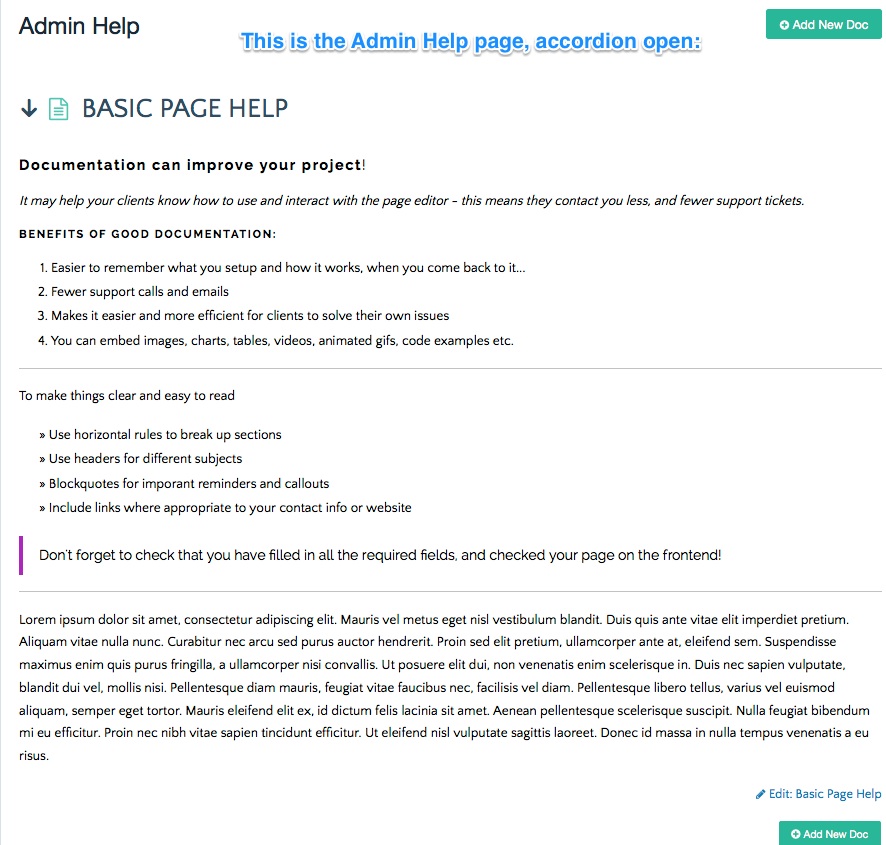 Admin Help
This is the Admin Help page, accordion open:
Add New Doc
BASIC PAGE HELP
Documentation can improve your project!
It may help your clients know how to use and interact with the page editor – this means they contact you less, and fewer support tickets.
BENEFITS OF GOOD DOCUMENTATION:
1. Easier to remember what you setup and how it works, when you come back to it...
2. Fewer support calls and emails
3. Makes it easier and more efficient for clients to solve their own issues
4. You can embed images, charts, tables, videos, animated gifs, code examples etc.
To make things clear and easy to read
» Use horizontal rules to break up sections
» Use headers for different subjects
» Blockquotes for imporant reminders and callouts
» Include links where appropriate to your contact info or website
Don't forget to check that you have filled in all the required fields, and checked your page on the frontend!
Lorem ipsum dolor sit amet, consectetur adipiscing elit. Mauris vel metus eget nisl vestibulum blandit. Duis quis ante vitae elit imperdiet pretium.
Aliquam vitae nulla nunc. Curabitur nec arcu sed purus auctor hendrerit. Proin sed elit pretium, ullamcorper ante at, eleifend sem. Suspendisse
maximus enim quis purus fringilla, a ullamcorper nisi convallis. Ut posuere elit dui, non venenatis enim scelerisque in. Duis nec sapien vulputate,
blandit dui vel, mollis nisi. Pellentesque diam mauris, feugiat vitae faucibus nec, facilisis vel diam. Pellentesque libero tellus, varius vel euismod
aliquam, semper eget tortor. Mauris eleifend elit ex, id dictum felis lacinia sit amet. Aenean pellentesque scelerisque suscipit. Nulla feugiat bibendum
mi eu efficitur. Proin nec nibh vitae sapien tincidunt efficitur. Ut eleifend nisl vulputate sagittis laoreet. Donec id massa in nulla tempus venenatis a eu
risus.
Edit: Basic Page Help
Add New Doc